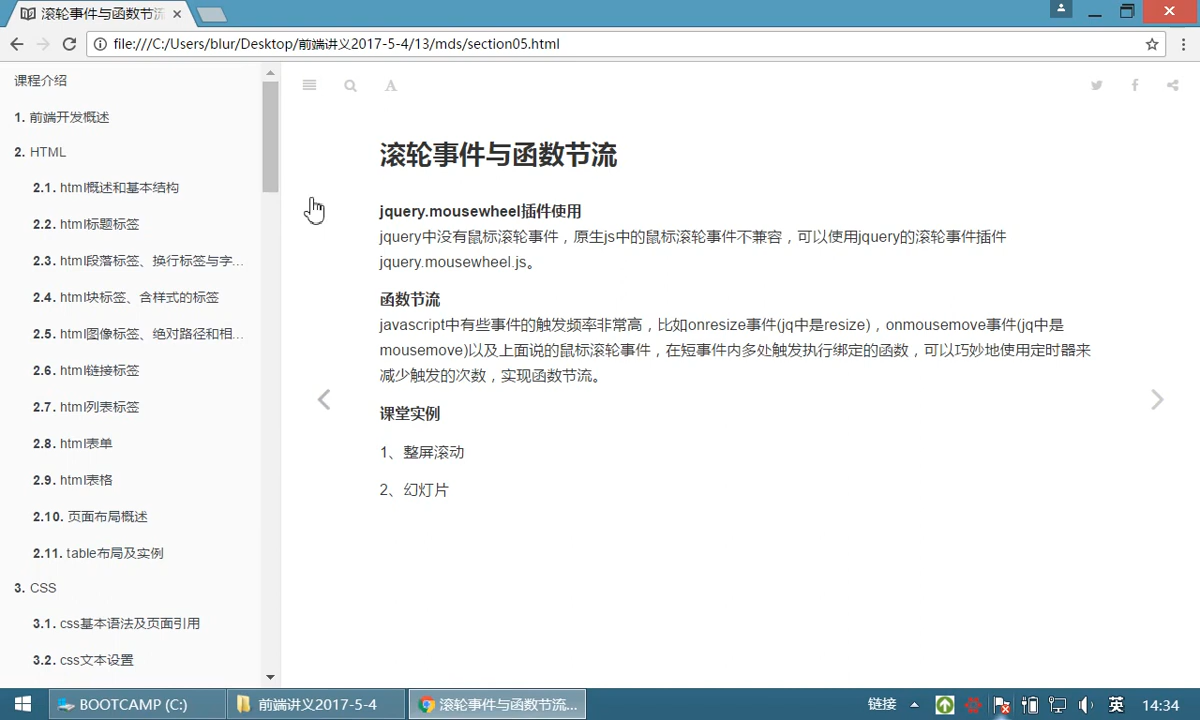 滚轮事件与函数节流
file:///C:/Users/blur/Desktop/前端讲义2017-5-4/13/mds/section05.html
课程介绍
1. 前端开发概述
2. HTML
2.1. html概述和基本结构
2.2. html标题标签
2.3. html段落标签、换行标签与字...
2.4. html块标签、含样式的标签
2.5. html图像标签、绝对路径和相...
2.6. html链接标签
2.7. html列表标签
2.8. html表单
2.9. html表格
2.10. 页面布局概述
2.11. table布局及实例
3. CSS
3.1. css基本语法及页面引用
3.2. css文本设置
A
滚轮事件与函数节流
jquery.mousewheel插件使用
jquery中没有鼠标滚轮事件，原生js中的鼠标滚轮事件不兼容，可以使用jquery的滚轮事件插件
jquery.mousewheel.js。
函数节流
javascript中有些事件的触发频率非常高，比如onresize事件(jq中是resize)，onmousemove事件(jq中是
mousemove)以及上面说的鼠标滚轮事件，在短事件内多处触发执行绑定的函数，可以巧妙地使用定时器来
减少触发的次数，实现函数节流。
课堂实例
1、整屏滚动
2、幻灯片
BOOTCAMP (C:)
前端讲义2017-5-4
滚轮事件与函数节流...
链接
英
14:34